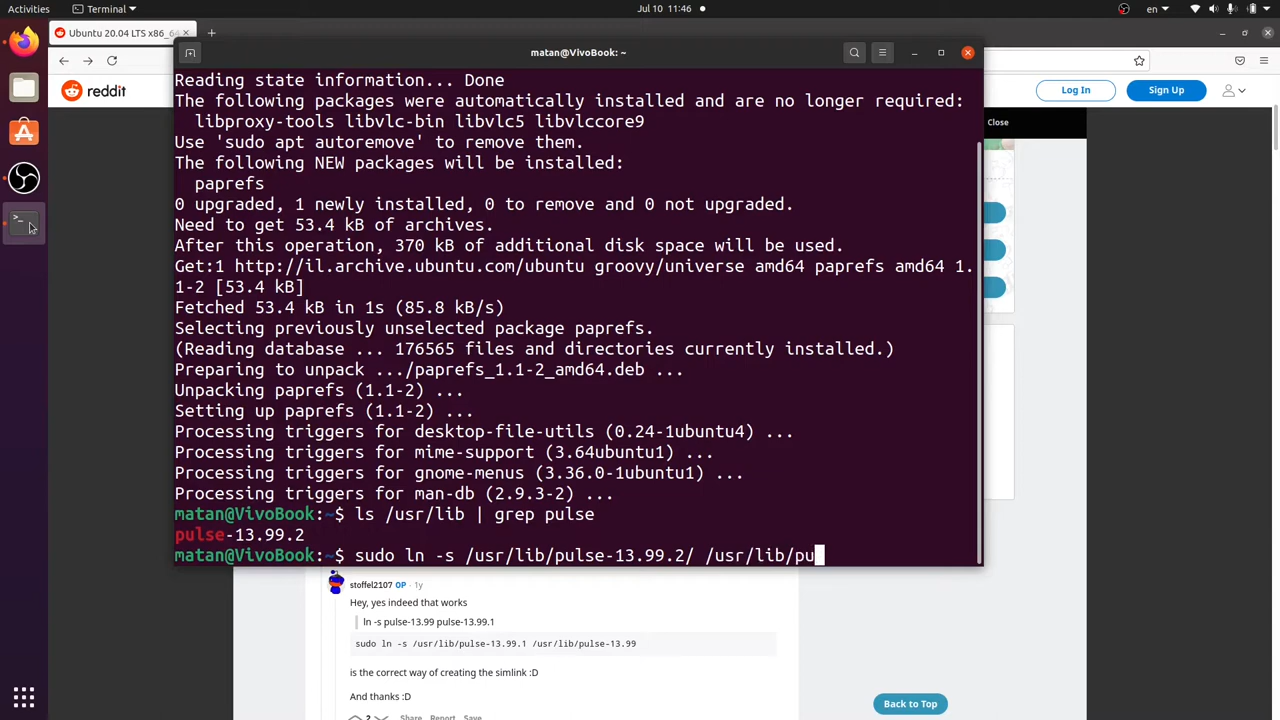 Activities
Terminal
Jul 10 11:46
en
Ubuntu 20.04 LTS x86_64
matan@VivoBook: ~
reddit
Log In
Sign Up
Close
Reading state information... Done
The following packages were automatically installed and are no longer required:
libproxy-tools libvlc-bin libvlc5 libvlccore9
Use 'sudo apt autoremove' to remove them.
The following NEW packages will be installed:
paprefs
0 upgraded, 1 newly installed, 0 to remove and 0 not upgraded.
Need to get 53.4 kB of archives.
After this operation, 370 kB of additional disk space will be used.
Get:1 http://il.archive.ubuntu.com/ubuntu groovy/universe amd64 paprefs amd64 1.
1-2 [53.4 kB]
Fetched 53.4 kB in 1s (85.8 kB/s)
Selecting previously unselected package paprefs.
(Reading database ... 176565 files and directories currently installed.)
Preparing to unpack .../paprefs_1.1-2_amd64.deb ...
Unpacking paprefs (1.1-2) ...
Setting up paprefs (1.1-2) ...
Processing triggers for desktop-file-utils (0.24-1ubuntu4) ...
Processing triggers for mime-support (3.64ubuntu1) ...
Processing triggers for gnome-menus (3.36.0-1ubuntu1) ...
Processing triggers for man-db (2.9.3-2) ...
matan@VivoBook:~$ ls /usr/lib | grep pulse
pulse-13.99.2
matan@VivoBook:~$ sudo ln -s /usr/lib/pulse-13.99.2/ /usr/lib/pu
stoffel2107 OP · 1y
Hey, yes indeed that works
ln -s pulse-13.99 pulse-13.99.1
sudo ln -s /usr/lib/pulse-13.99.1 /usr/lib/pulse-13.99
is the correct way of creating the simlink :D
And thanks :D
2
Share
Report
Save
Back to Top